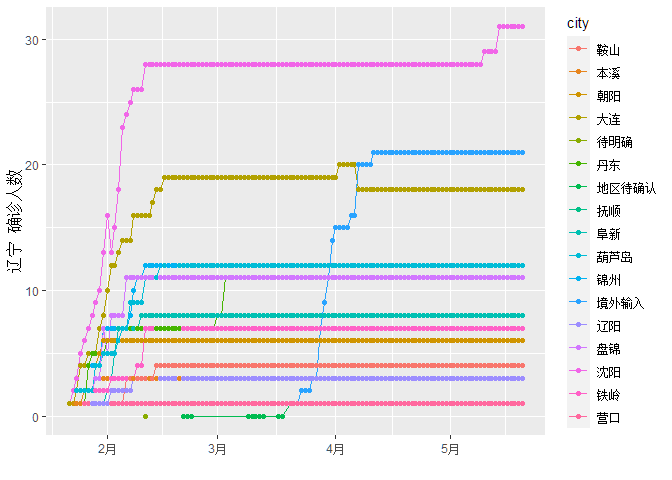 city
鞍山
本溪
朝阳
大连
待明确
丹东
地区待确认
抚顺
阜新
葫芦岛
锦州
境外输入
辽阳
盘锦
沈阳
铁岭
营口
辽宁 确诊人数
30
20
10
0
2月
3月
4月
5月